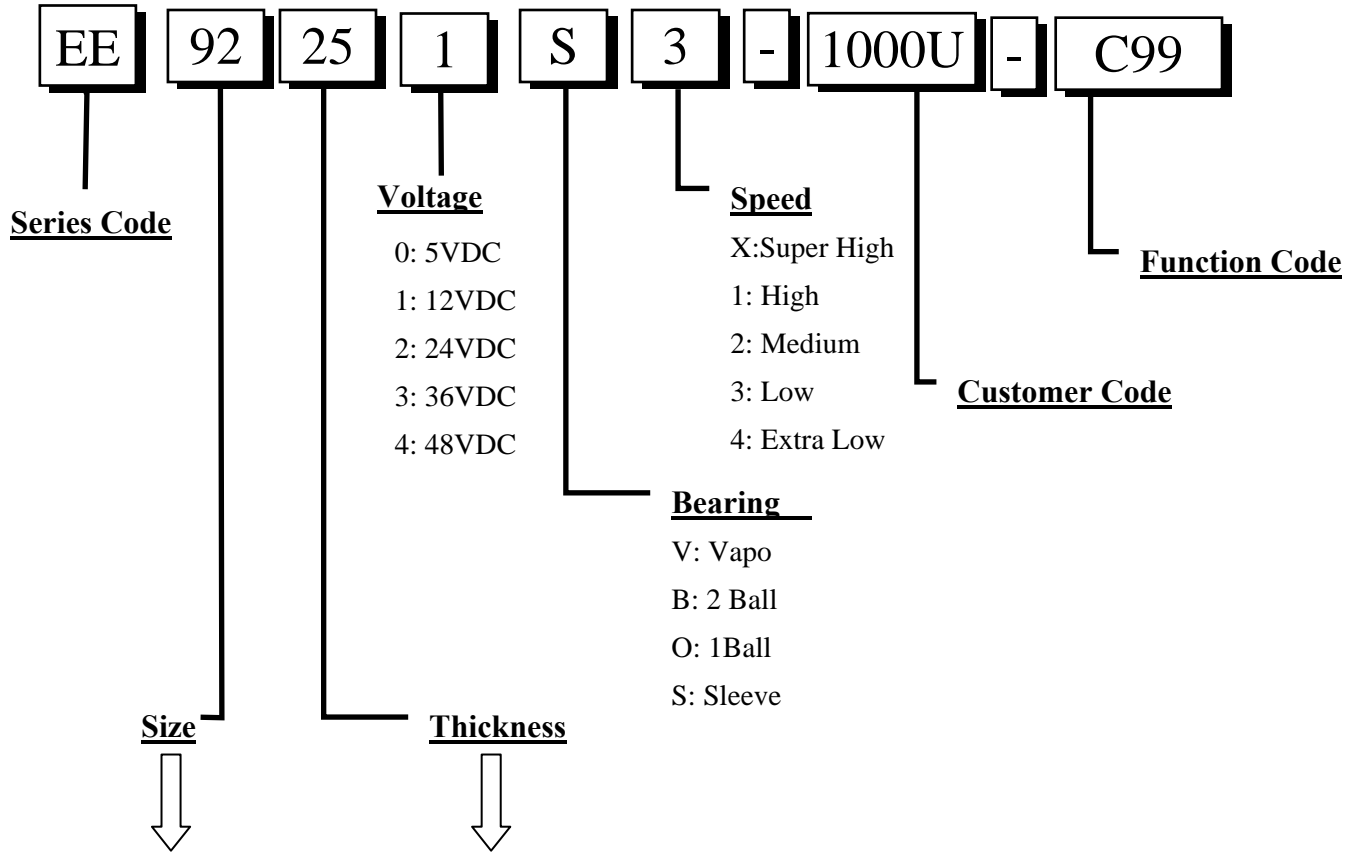 EE 92 25 1 S 3 - 1000U - C99
Series Code
Voltage
0: 5VDC
1: 12VDC
2: 24VDC
3: 36VDC
4: 48VDC
Speed
X:Super High
1: High
2: Medium
3: Low
4: Extra Low
Function Code
Customer Code
Bearing
V: Vapo
B: 2 Ball
O: 1Ball
S: Sleeve
Size
Thickness